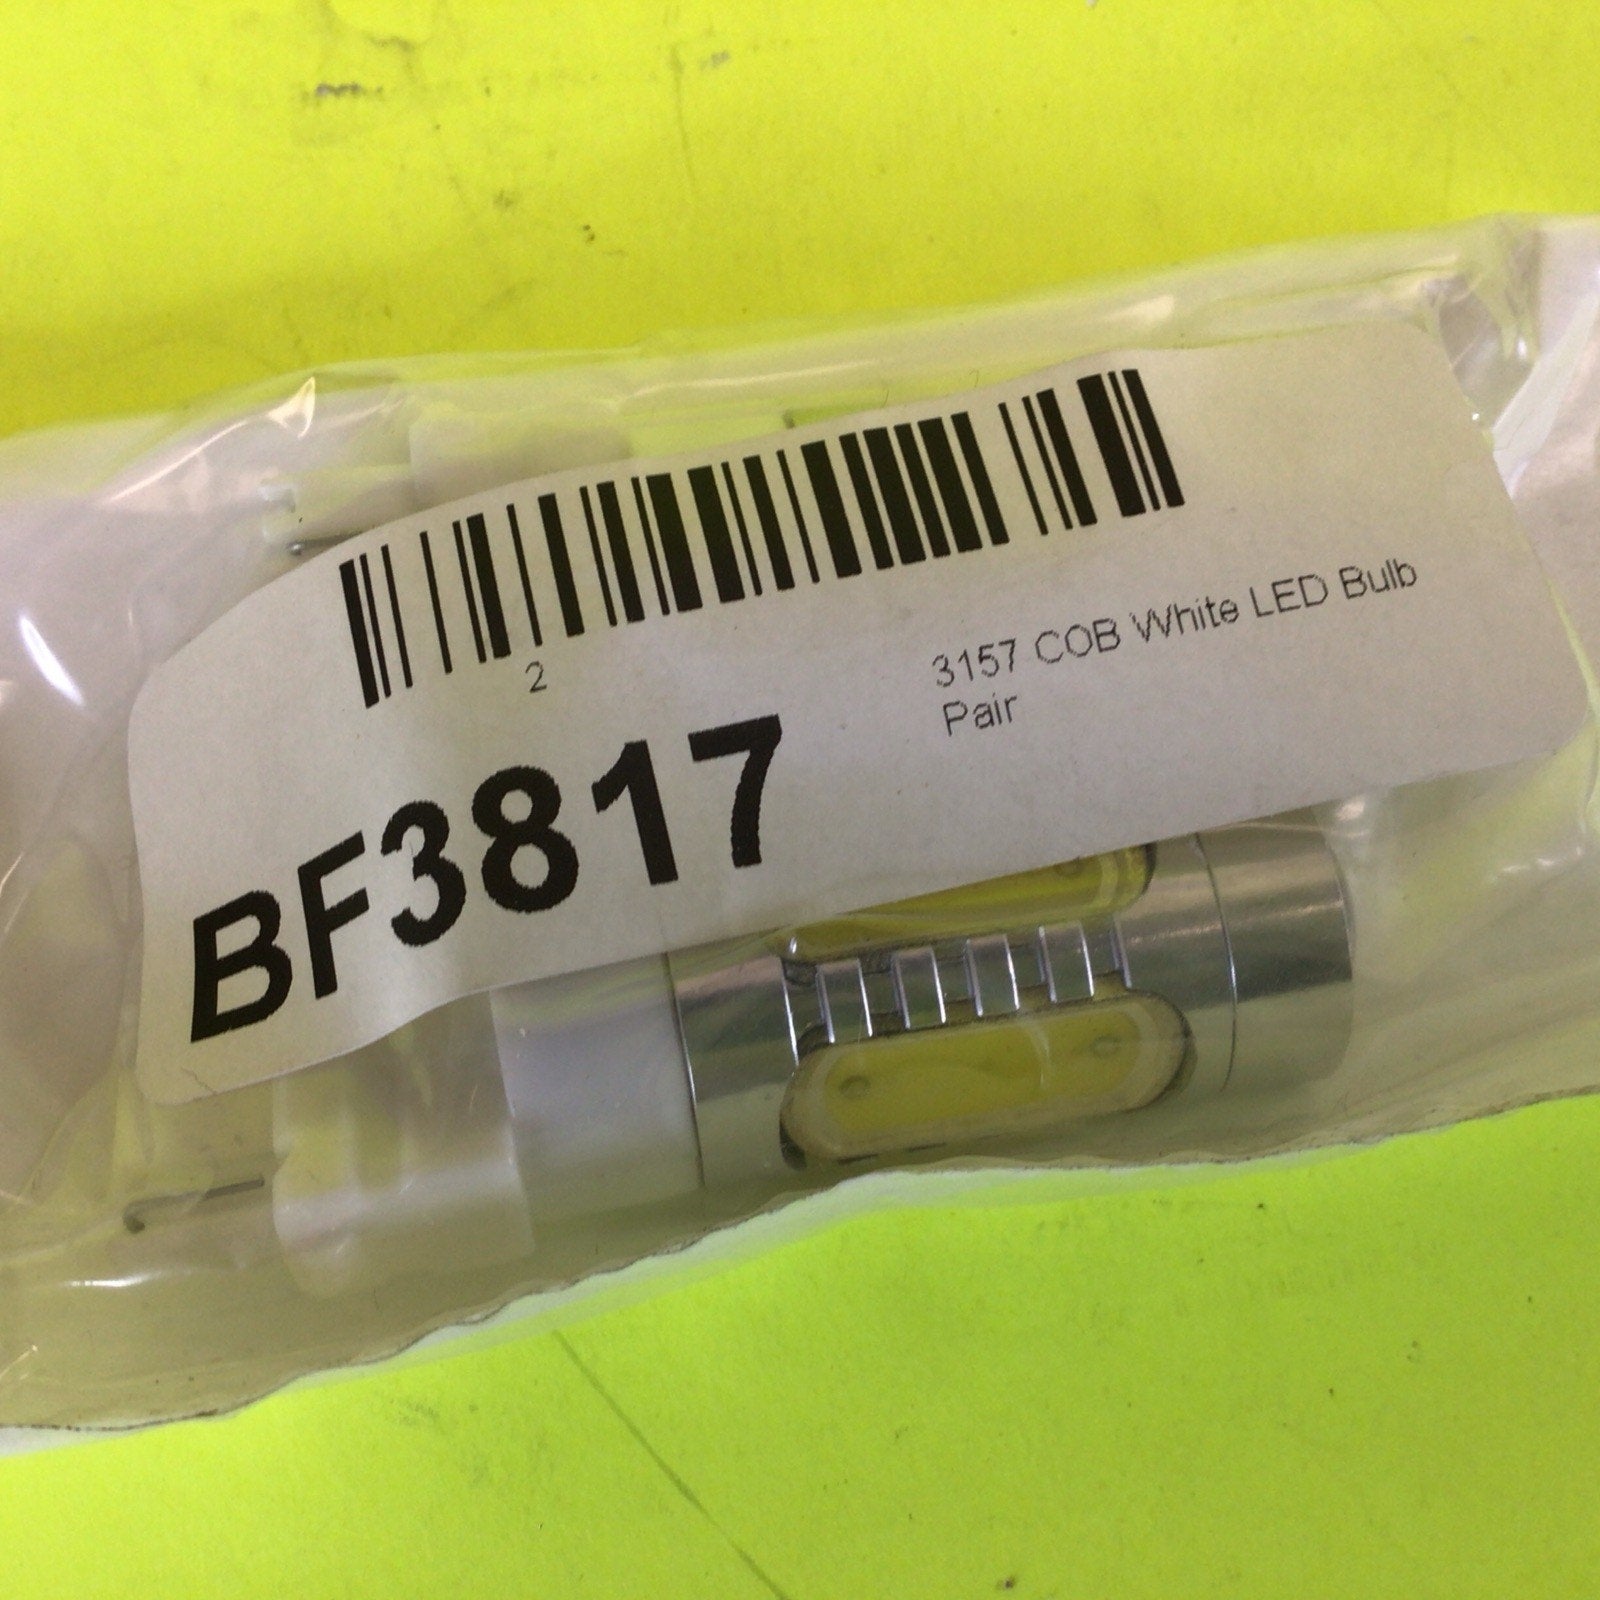 2
BF3817
3157 COB White LED Bulb
Pair